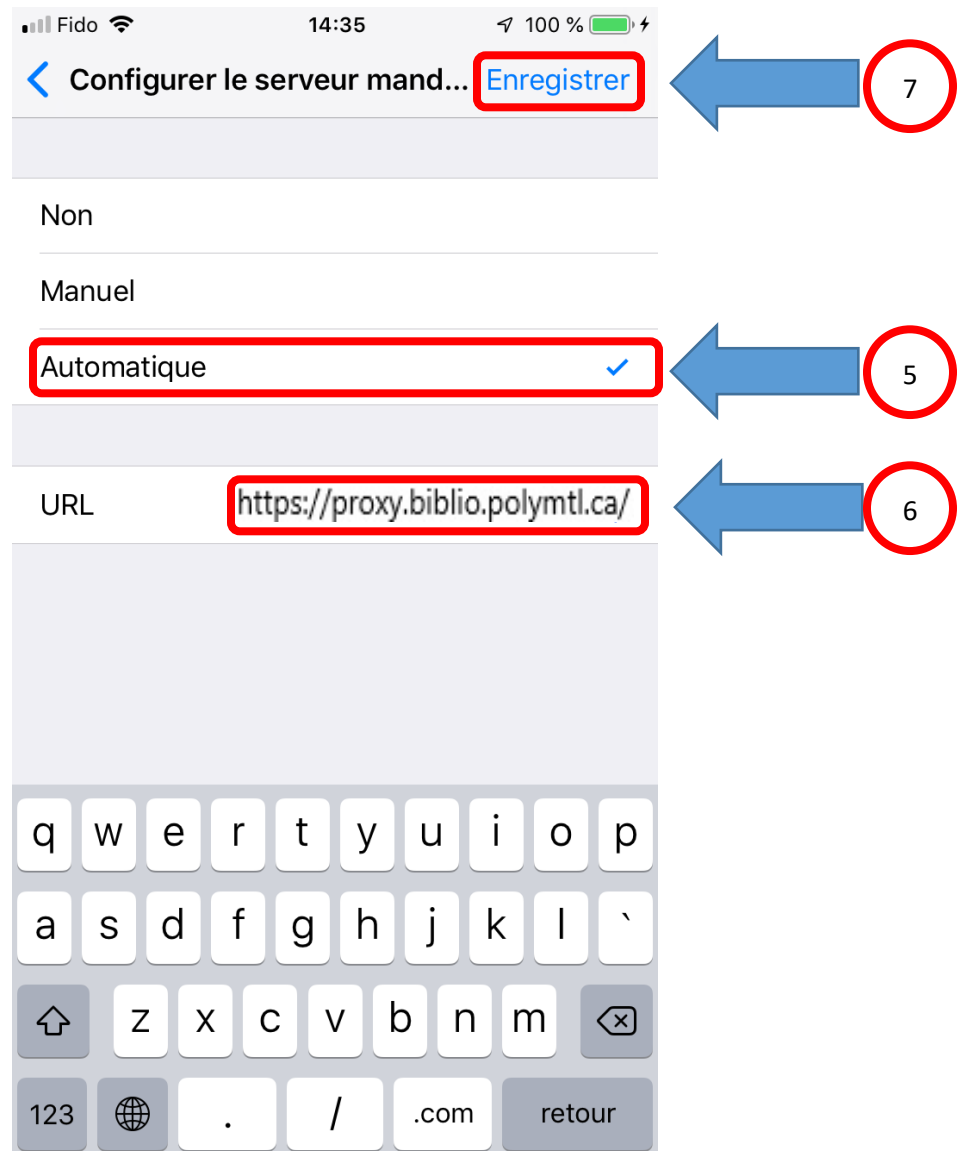 Fido 14:35 100 %
Configurer le serveur mand... Enregistrer
7
Non
Manuel
Automatique
5
URL https://proxy.biblio.polymtl.ca/
6
q w e r t y u i o p
a s d f g h j k l `
z x c v b n m
123 . / .com retour